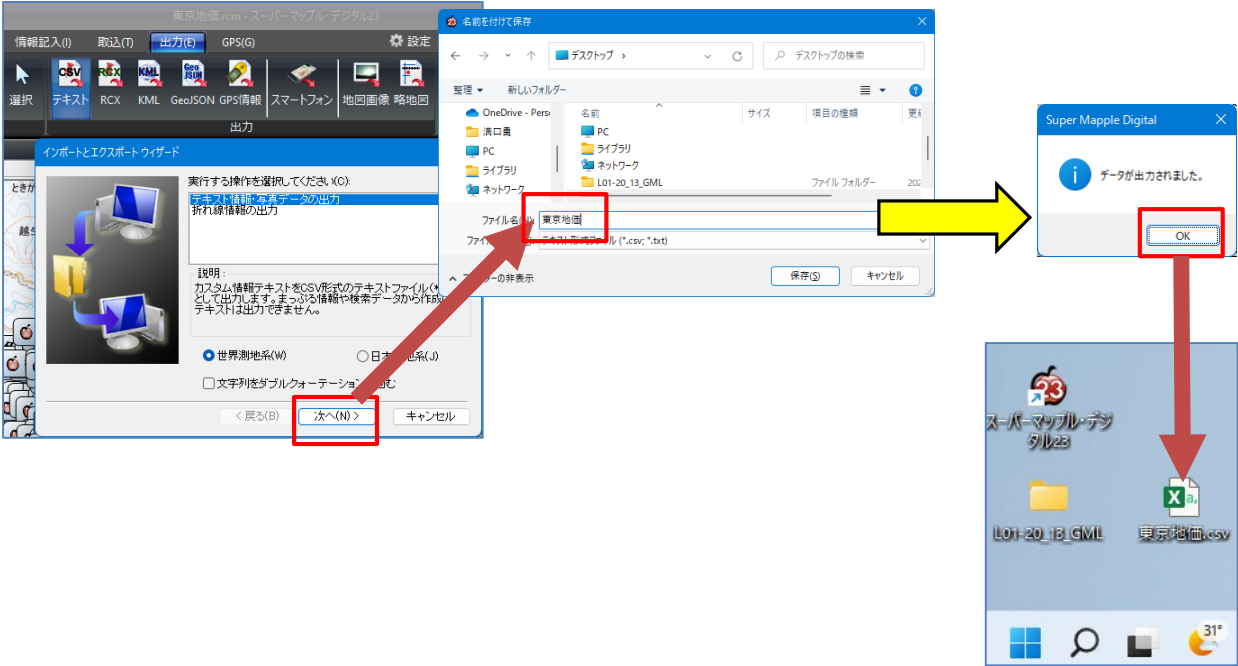 東京地価.rcm - スーパーマップル・デジタル23
情報記入(I) 取込(T) 出力(E) GPS(G) 設定
選択 テキスト RCX KML GeoJSON GPS情報 スマートフォン 地図画像 略地図
CSV RCX KML Geo JSON
出力
インポートとエクスポート ウィザード
実行する操作を選択してください(C):
テキスト情報・写真データの出力
折れ線情報の出力
説明 :
カスタム情報テキストをCSV形式のテキストファイル(*
として出力します。まっぷる情報や検索データから作成
テキストは出力できません。
世界測地系(W)
(J)
文字列をダブルクォーテーション
< 戻る(B) 次へ(N) > キャンセル
ときが
越生
名前を付けて保存
デスクトップ デスクトップの検索
整理 新しいフォルダー
OneDrive - Perso
溝口勇
PC
ライブラリ
ネットワーク
名前 サイズ 項目の種類 更新
PC
ライブラリ
ネットワーク
L01-20_13_GML ファイル フォルダー 202
ファイル名(N): 東京地価
テキスト形式ファイル (*.csv; *.txt)
の非表示 保存(S) キャンセル
Super Mapple Digital
データが出力されました。
OK
23
スーパーマップル・デジ
タル23
L01-20_13_GML
X a,
東京地価.csv
31°